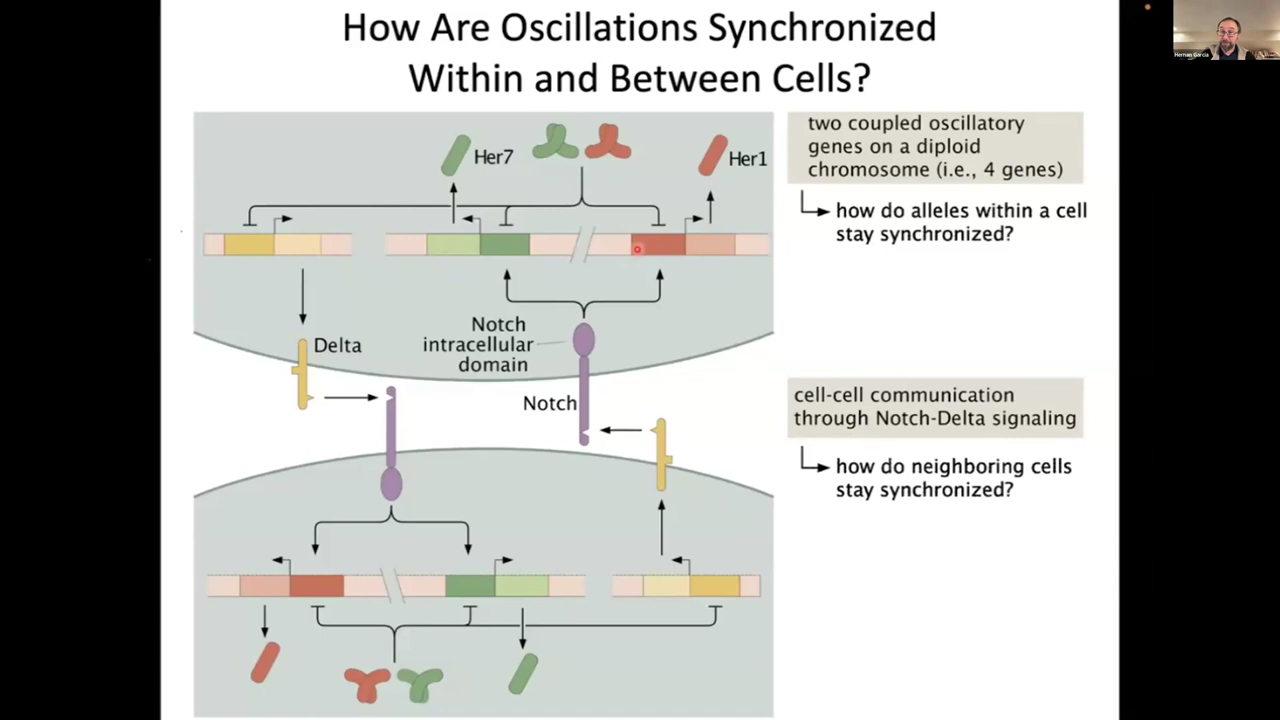 How Are Oscillations Synchronized
Within and Between Cells?
Her7
Her1
two coupled oscillatory
genes on a diploid
chromosome (i.e., 4 genes)
how do alleles within a cell
stay synchronized?
Delta
Notch
intracellular
domain
Notch
cell-cell communication
through Notch-Delta signaling
how do neighboring cells
stay synchronized?
Hernan Garcia